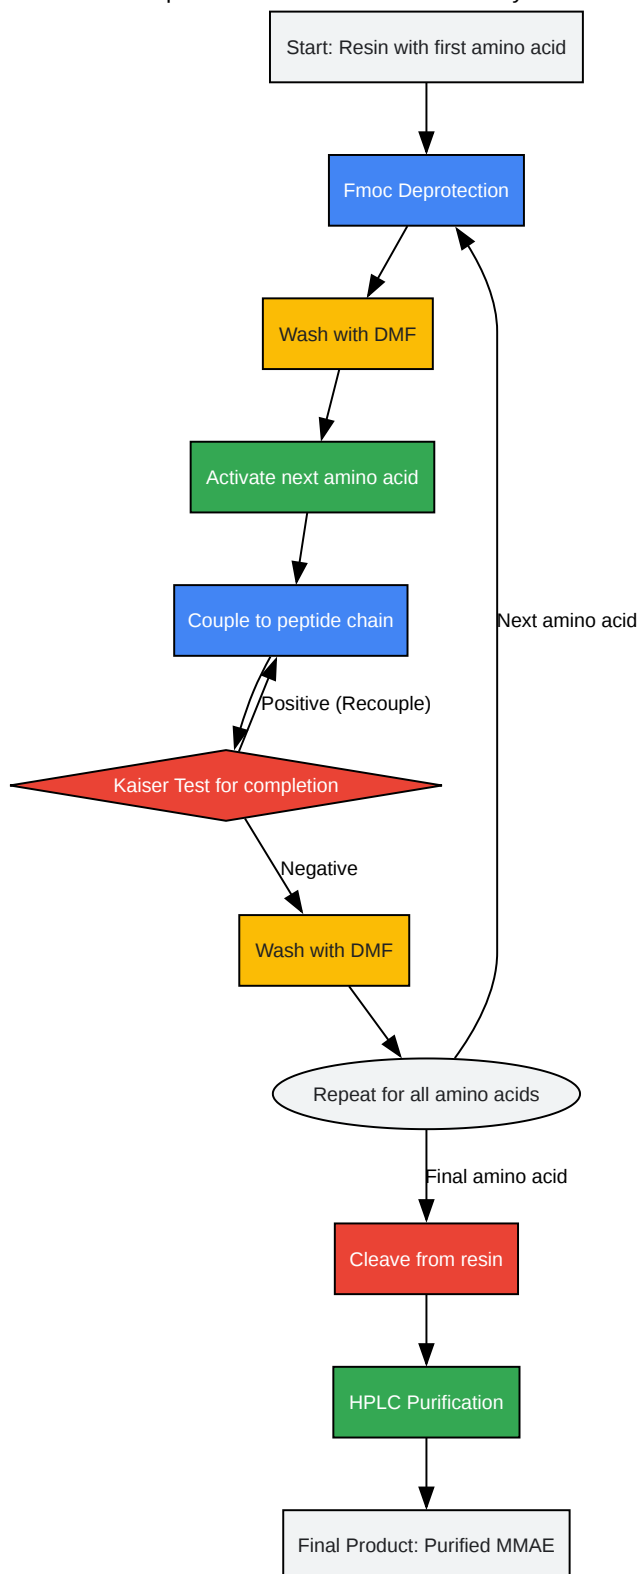 Start: Resin with first amino acid
Fmoc Deprotection
Wash with DMF
Activate next amino acid
Couple to peptide chain
Next amino acid
Positive (Recouple)
Kaiser Test for completion
Negative
Wash with DMF
Repeat for all amino acids
Final amino acid
Cleave from resin
HPLC Purification
Final Product: Purified MMAE